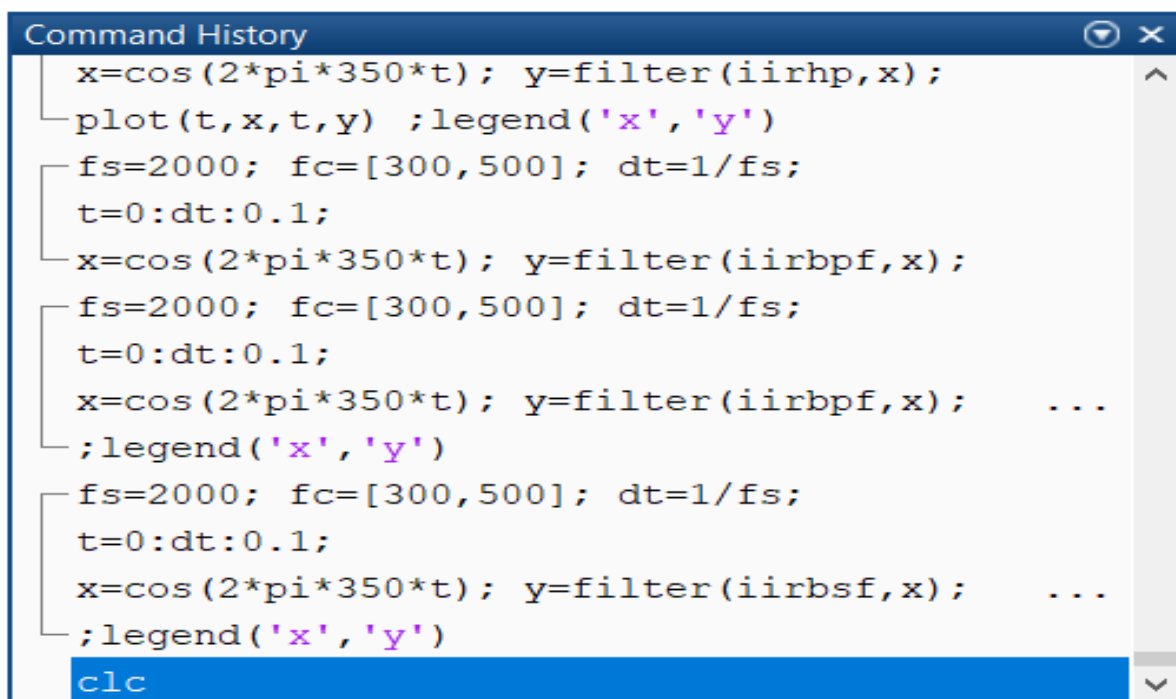 Command History
x=cos(2*pi*350*t); y=filter(iirhp,x);
plot(t,x,t,y) ;legend('x','y')
fs=2000; fc=[300,500]; dt=1/fs;
t=0:dt:0.1;
x=cos(2*pi*350*t); y=filter(iirbpf,x);
fs=2000; fc=[300,500]; dt=1/fs;
t=0:dt:0.1;
x=cos(2*pi*350*t); y=filter(iirbpf,x);   ...
;legend('x','y')
fs=2000; fc=[300,500]; dt=1/fs;
t=0:dt:0.1;
x=cos(2*pi*350*t); y=filter(iirbsf,x);   ...
;legend('x','y')
clc